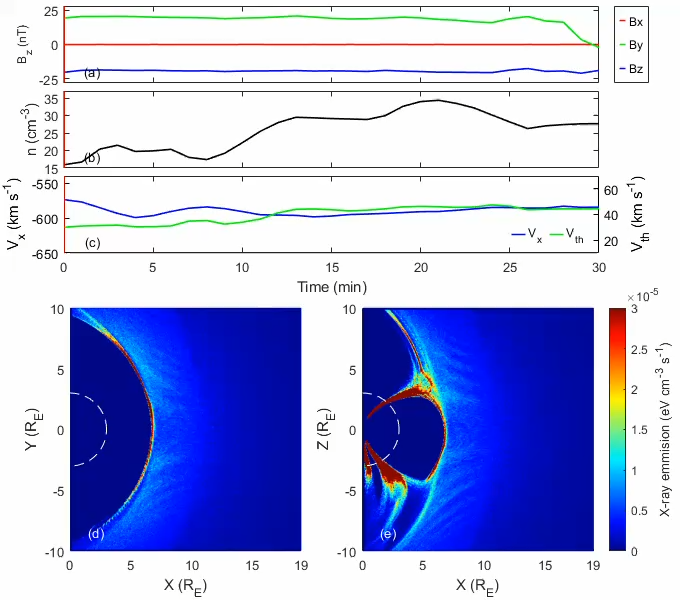 25
0
-25
B_z (nT)
(a)
Bx
By
Bz
35
30
25
20
15
n (cm^-3)
(b)
-550
-600
-650
V_x (km s^-1)
60
40
20
V_th (km s^-1)
(c)
V_x V_th
0 5 10 15 20 25 30
Time (min)
10
5
0
-5
-10
Y (R_E)
(d)
0 5 10 15 19
X (R_E)
10
5
0
-5
-10
Z (R_E)
(e)
0 5 10 15 19
X (R_E)
×10^-5
3
2.5
2
1.5
1
0.5
0
X-ray emmision (eV cm^-3 s^-1)